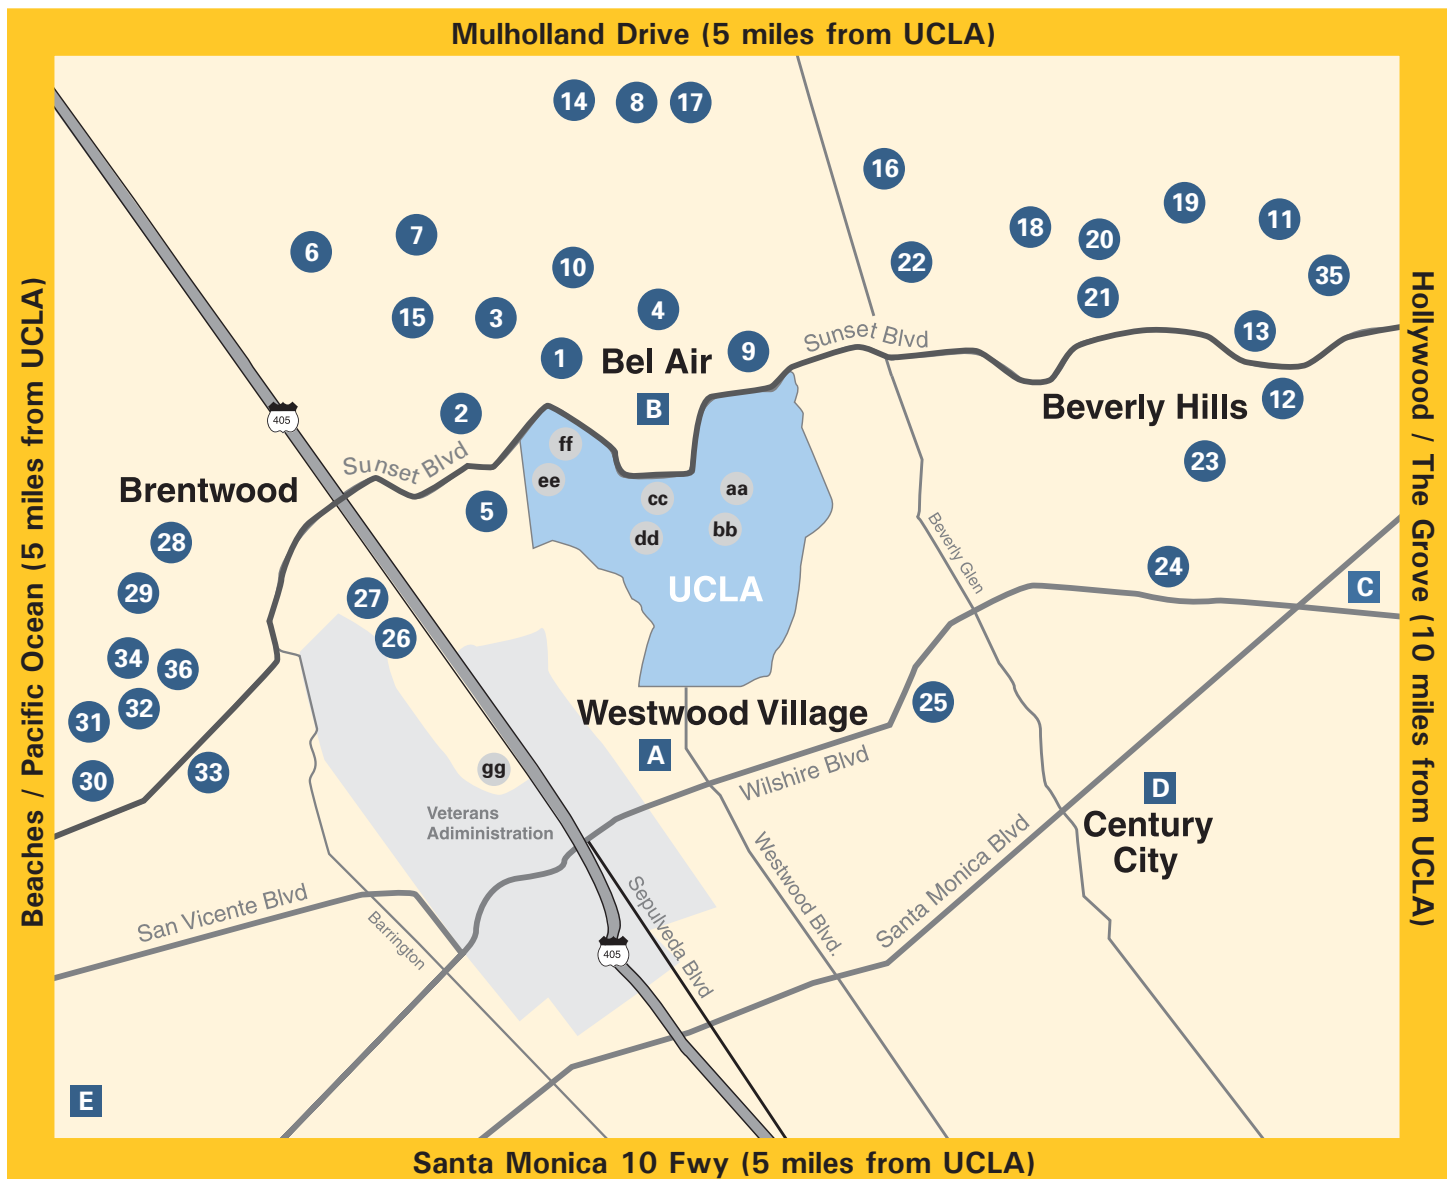 Mulholland Drive (5 miles from UCLA)
14
8
17
16
19
11
18
20
7
6
22
10
35
21
4
15
3
13
Sunset Blvd
9
1
Bel Air
12
Beverly Hills
B
2
405
ff
23
Sunset Blvd
ee
aa
Brentwood
cc
5
bb
dd
28
Beverly Glen
24
C
UCLA
29
27
26
34
36
25
32
Westwood Village
31
A
gg
33
30
Wilshire Blvd
D
Veterans
Adiministration
Century
City
Santa Monica Blvd
Westwood Blvd.
San Vicente Blvd
Sepulveda Blvd
Barrington
405
E
Beaches / Pacific Ocean (5 miles from UCLA)
Hollywood / The Grove (10 miles from UCLA)
Santa Monica 10 Fwy (5 miles from UCLA)